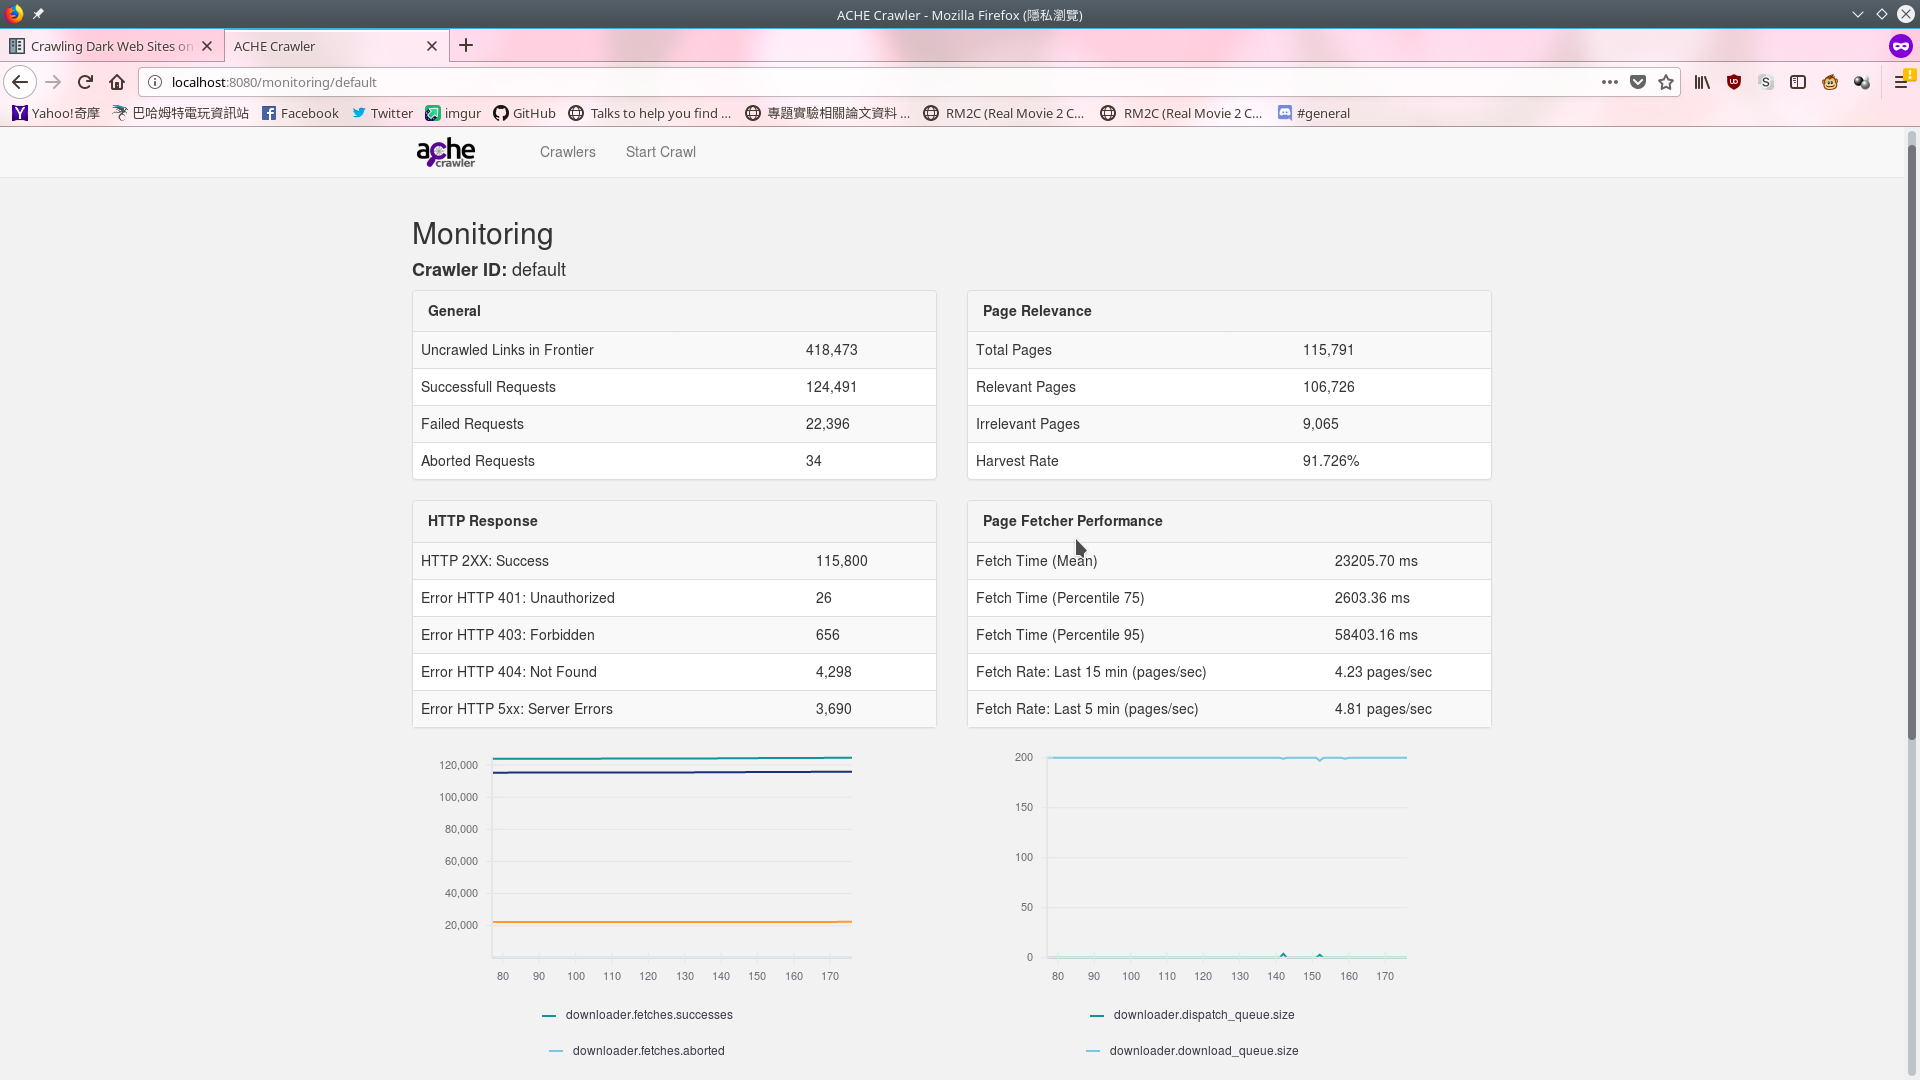 ACHE Crawler - Mozilla Firefox (隱私瀏覽)
Crawling Dark Web Sites on
ACHE Crawler
localhost:8080/monitoring/default
Yahoo!奇摩 巴哈姆特電玩資訊站 Facebook Twitter imgur GitHub Talks to help you find ... 專題實驗相關論文資料 ... RM2C (Real Movie 2 C... RM2C (Real Movie 2 C... #general
ache crawler Crawlers Start Crawl
Monitoring
Crawler ID: default
General
Uncrawled Links in Frontier 418,473
Successfull Requests 124,491
Failed Requests 22,396
Aborted Requests 34
Page Relevance
Total Pages 115,791
Relevant Pages 106,726
Irrelevant Pages 9,065
Harvest Rate 91.726%
HTTP Response
HTTP 2XX: Success 115,800
Error HTTP 401: Unauthorized 26
Error HTTP 403: Forbidden 656
Error HTTP 404: Not Found 4,298
Error HTTP 5xx: Server Errors 3,690
Page Fetcher Performance
Fetch Time (Mean) 23205.70 ms
Fetch Time (Percentile 75) 2603.36 ms
Fetch Time (Percentile 95) 58403.16 ms
Fetch Rate: Last 15 min (pages/sec) 4.23 pages/sec
Fetch Rate: Last 5 min (pages/sec) 4.81 pages/sec
120,000
100,000
80,000
60,000
40,000
20,000
80 90 100 110 120 130 140 150 160 170
downloader.fetches.successes
downloader.fetches.aborted
200
150
100
50
0
80 90 100 110 120 130 140 150 160 170
downloader.dispatch_queue.size
downloader.download_queue.size